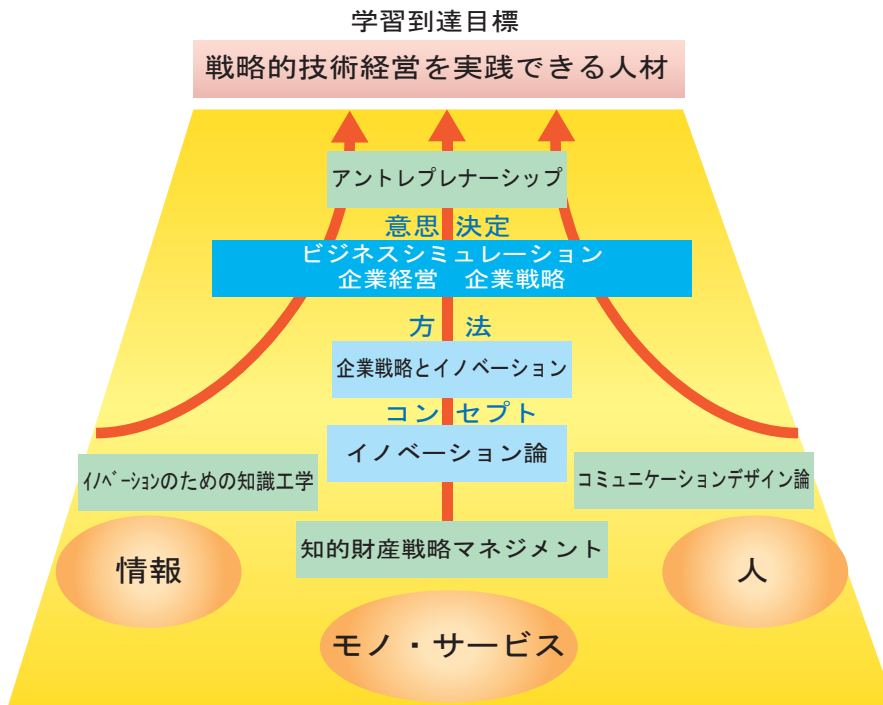 学習到達目標
戦略的技術経営を実践できる人材
アントレプレナーシップ
意思決定
ビジネスシミュレーション
企業経営　企業戦略
方法
企業戦略とイノベーション
コンセプト
イノベーション論
ｲﾉﾍﾞｰｼｮﾝのための知識工学
コミュニケーションデザイン論
知的財産戦略マネジメント
情報
人
モノ・サービス